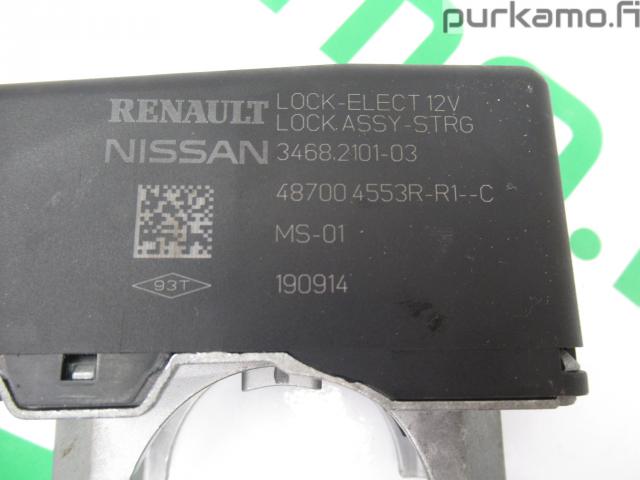 purkamo.fi
RENAULT LOCK-ELECT 12V
LOCK ASSY-STRG
NISSAN 3468.2101-03
48700 4553R-R1--C
MS-01
93T
190914